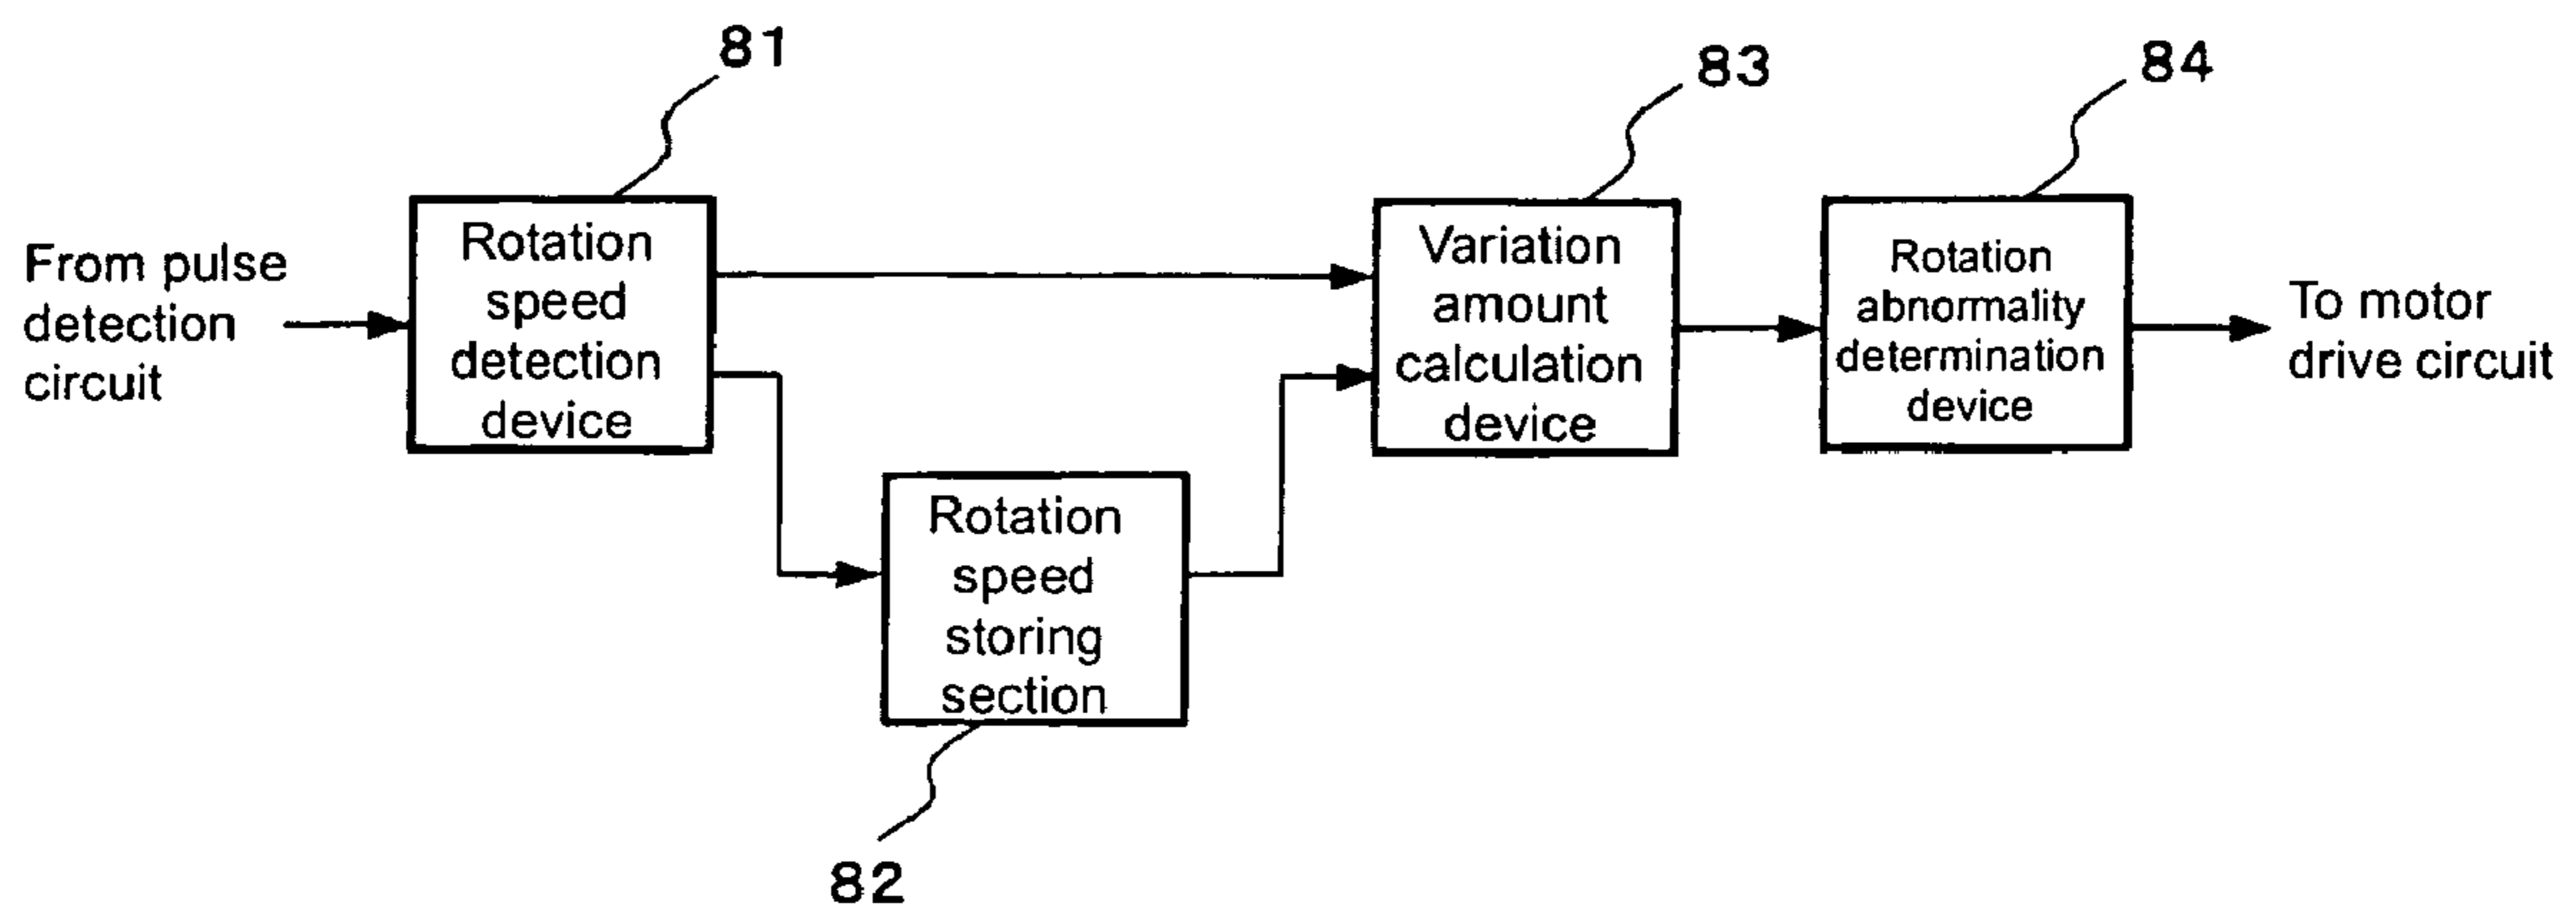 81
83
84
From pulse
detection
circuit
Rotation
speed
detection
device
Rotation
speed
storing
section
82
Variation
amount
calculation
device
Rotation
abnormality
determination
device
To motor
drive circuit